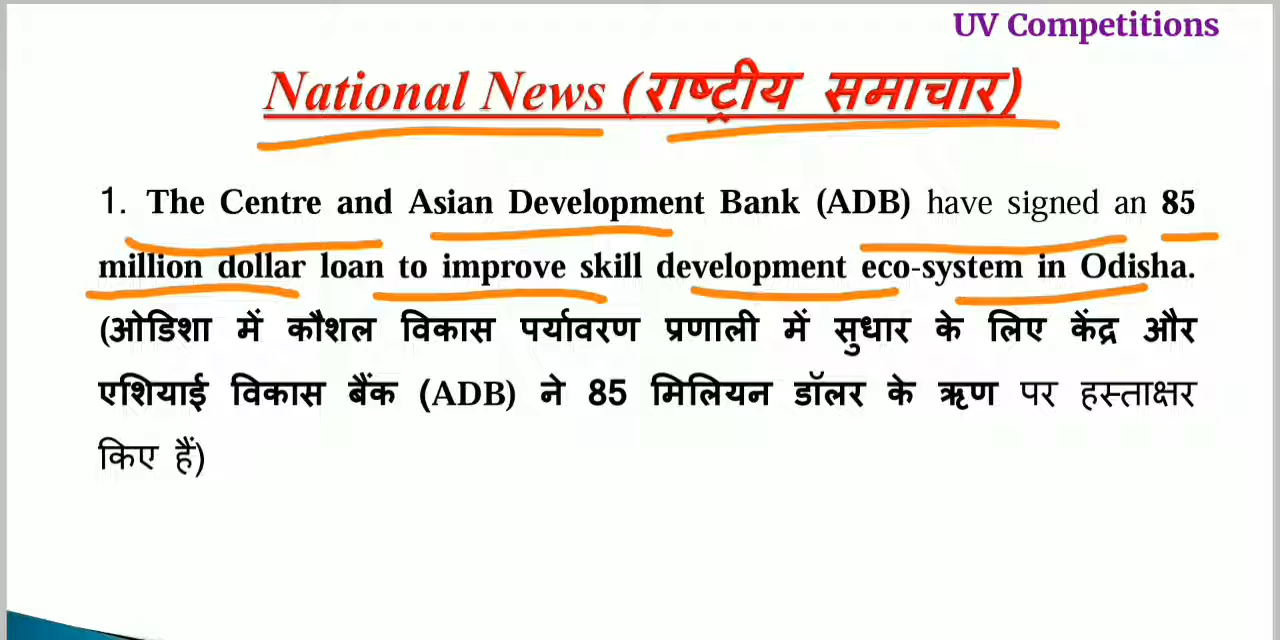 UV Competitions
National News (राष्ट्रीय समाचार)
1. The Centre and Asian Development Bank (ADB) have signed an 85
million dollar loan to improve skill development eco-system in Odisha.
(ओडिशा में कौशल विकास पर्यावरण प्रणाली में सुधार के लिए केंद्र और
एशियाई विकास बैंक (ADB) ने 85 मिलियन डॉलर के ऋण पर हस्ताक्षर
किए हैं)